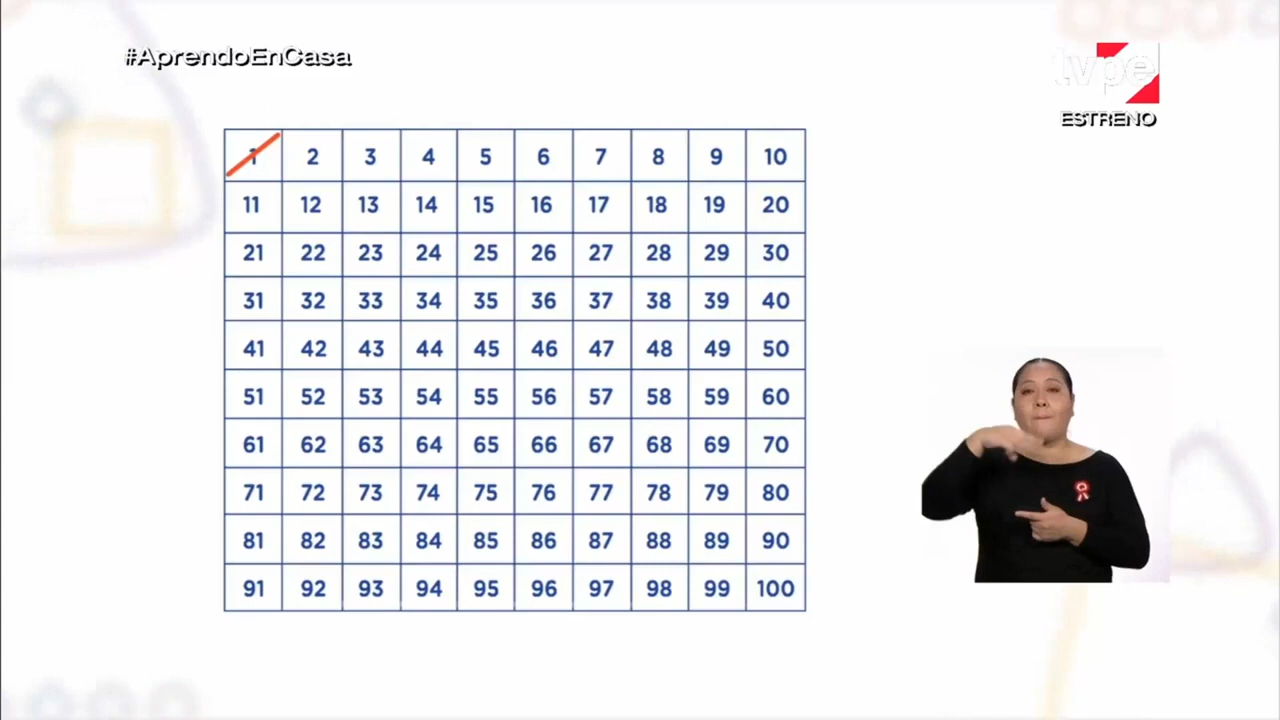 #AprendoEnCasa
tvpe
ESTRENO
1 2 3 4 5 6 7 8 9 10
11 12 13 14 15 16 17 18 19 20
21 22 23 24 25 26 27 28 29 30
31 32 33 34 35 36 37 38 39 40
41 42 43 44 45 46 47 48 49 50
51 52 53 54 55 56 57 58 59 60
61 62 63 64 65 66 67 68 69 70
71 72 73 74 75 76 77 78 79 80
81 82 83 84 85 86 87 88 89 90
91 92 93 94 95 96 97 98 99 100